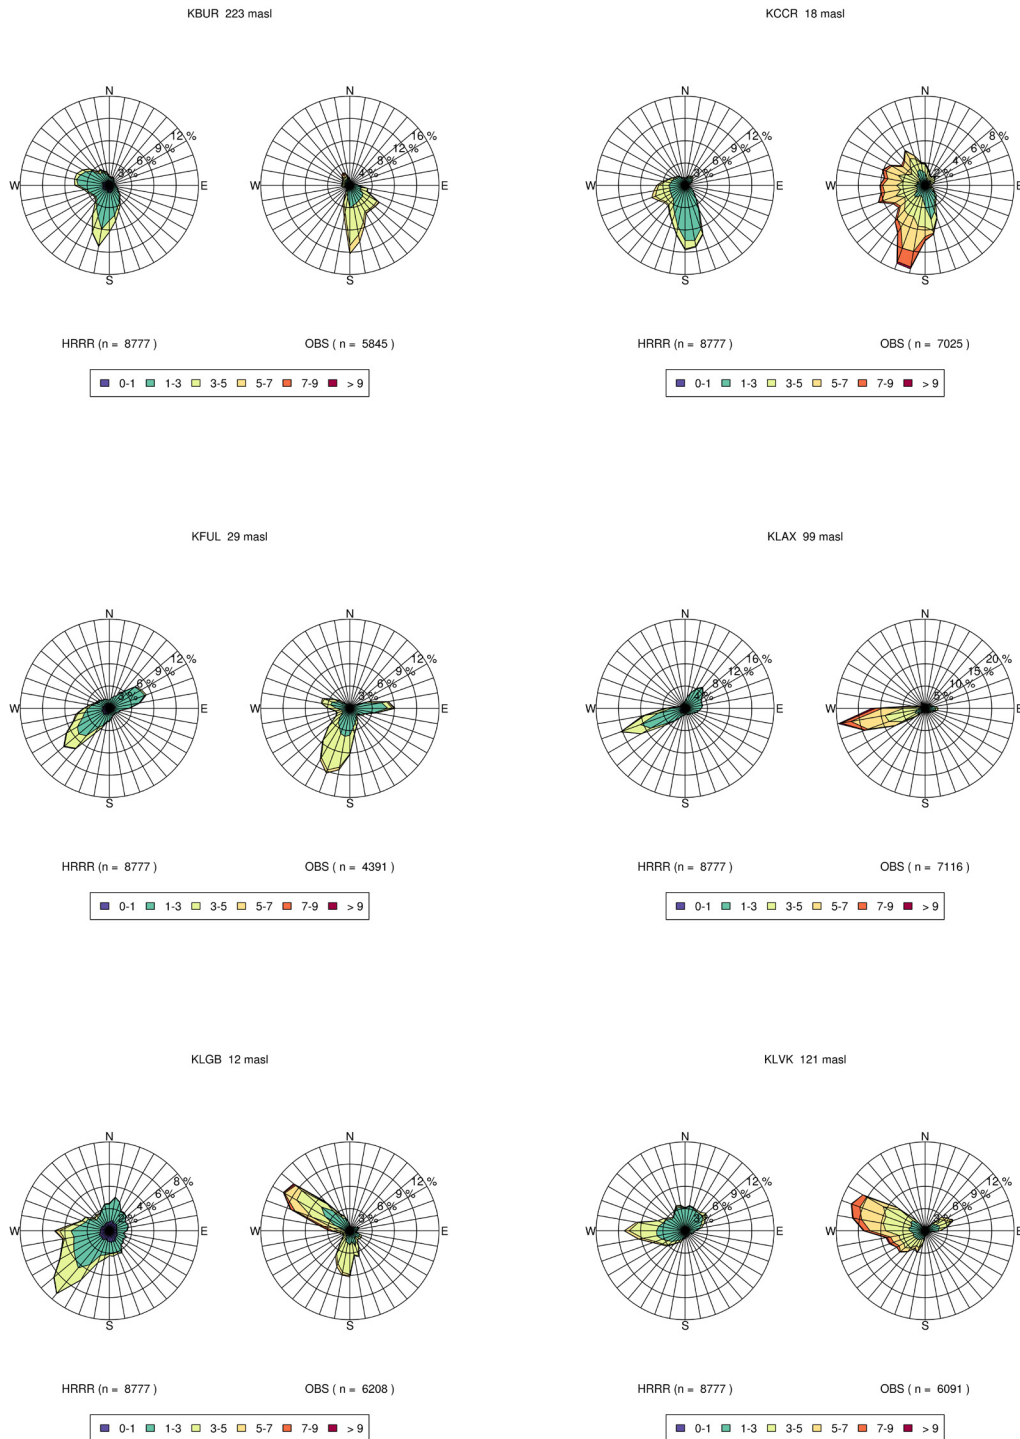 KBUR 223 masl
KCCR 18 masl
N
N
N
N
12 %
9 %
6 %
3 %
16 %
12 %
8 %
4 %
12 %
9 %
6 %
3 %
8 %
6 %
4 %
W E
W E
W E
W E
S
S
S
S
HRRR (n = 8777 )
OBS ( n = 5845 )
HRRR (n = 8777 )
OBS ( n = 7025 )
0-1 1-3 3-5 5-7 7-9 > 9
0-1 1-3 3-5 5-7 7-9 > 9
KFUL 29 masl
KLAX 99 masl
N
N
N
N
12 %
9 %
6 %
3 %
12 %
9 %
6 %
3 %
16 %
12 %
8 %
20 %
15 %
10 %
5 %
W E
W E
W E
W E
S
S
S
S
HRRR (n = 8777 )
OBS ( n = 4391 )
HRRR (n = 8777 )
OBS ( n = 7116 )
0-1 1-3 3-5 5-7 7-9 > 9
0-1 1-3 3-5 5-7 7-9 > 9
KLGB 12 masl
KLVK 121 masl
N
N
N
N
8 %
6 %
4 %
12 %
9 %
6 %
3 %
12 %
9 %
6 %
3 %
12 %
9 %
6 %
3 %
W E
W E
W E
W E
S
S
S
S
HRRR (n = 8777 )
OBS ( n = 6208 )
HRRR (n = 8777 )
OBS ( n = 6091 )
0-1 1-3 3-5 5-7 7-9 > 9
0-1 1-3 3-5 5-7 7-9 > 9